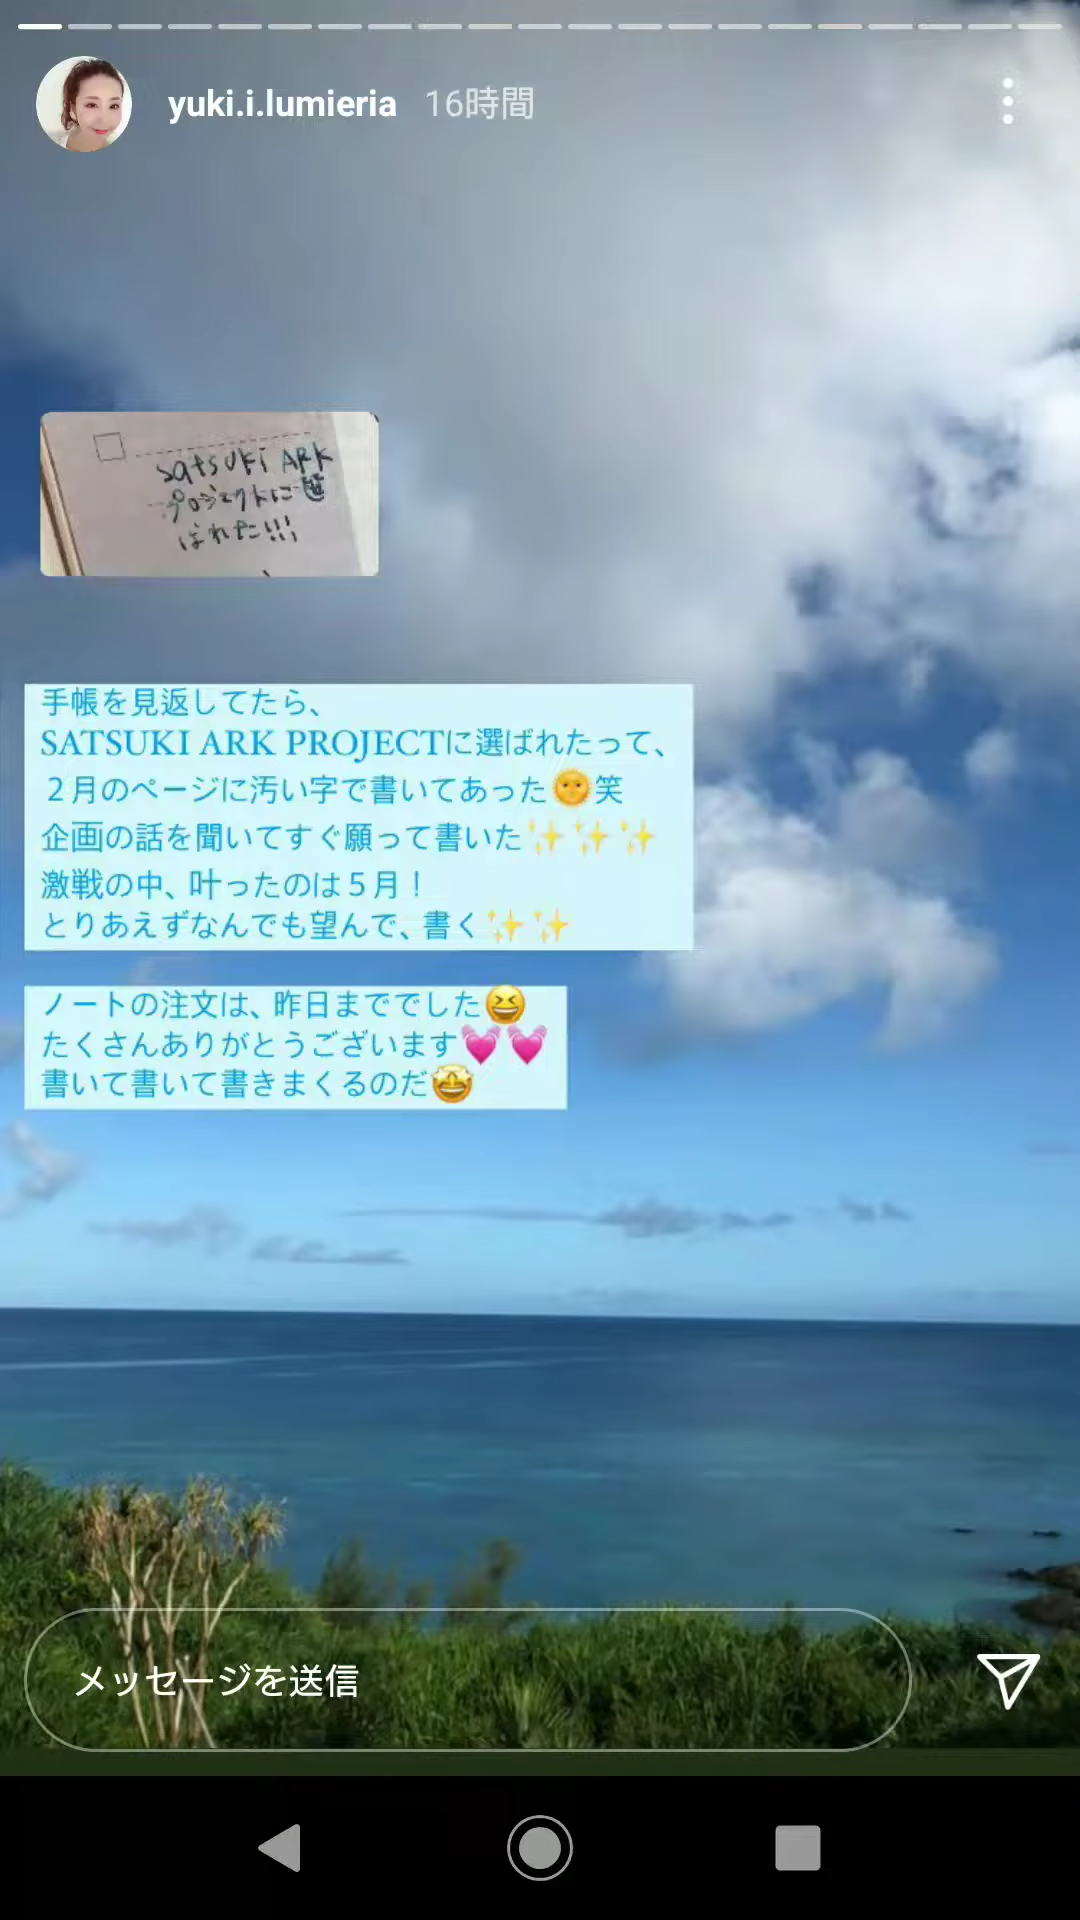 yuki.i.lumieria 16時間
satsuki ARK
プロジェクトに選
ばれた!!!
手帳を見返してたら、
SATSUKI ARK PROJECTに選ばれたって、
２月のページに汚い字で書いてあった🌞笑
企画の話を聞いてすぐ願って書いた✨✨✨
激戦の中、叶ったのは５月！
とりあえずなんでも望んで、書く✨✨
ノートの注文は、昨日まででした😆
たくさんありがとうございます💓💓
書いて書いて書きまくるのだ🤩
メッセージを送信